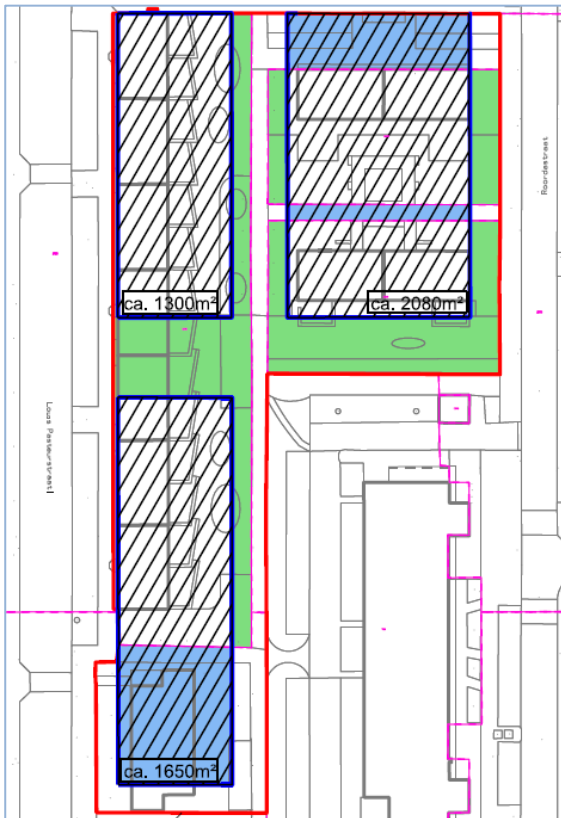 Roordastraat
ca. 1300m²
ca. 2080m²
Louis Pasteurstraat
ca. 1650m²